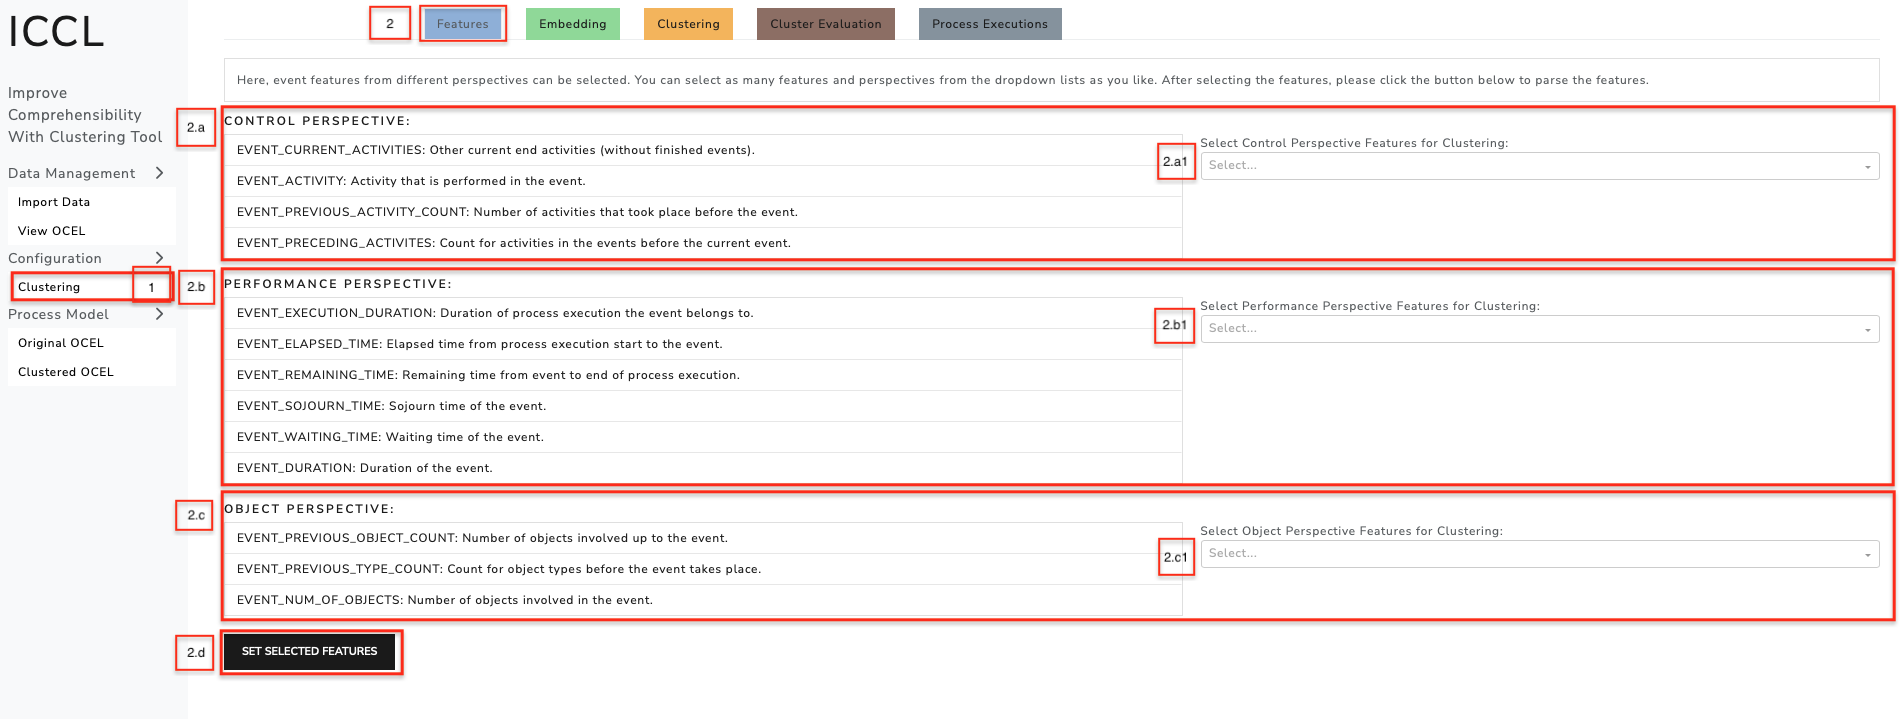 ICCL
Improve
Comprehensibility
With Clustering Tool
Data Management
Import Data
View OCEL
Configuration
Clustering 1
Process Model
Original OCEL
Clustered OCEL
2 Features Embedding Clustering Cluster Evaluation Process Executions
Here, event features from different perspectives can be selected. You can select as many features and perspectives from the dropdown lists as you like. After selecting the features, please click the button below to parse the features.
2.a
CONTROL PERSPECTIVE:
EVENT_CURRENT_ACTIVITIES: Other current end activities (without finished events).
EVENT_ACTIVITY: Activity that is performed in the event.
EVENT_PREVIOUS_ACTIVITY_COUNT: Number of activities that took place before the event.
EVENT_PRECEDING_ACTIVITES: Count for activities in the events before the current event.
2.a1
Select Control Perspective Features for Clustering:
Select...
2.b
PERFORMANCE PERSPECTIVE:
EVENT_EXECUTION_DURATION: Duration of process execution the event belongs to.
EVENT_ELAPSED_TIME: Elapsed time from process execution start to the event.
EVENT_REMAINING_TIME: Remaining time from event to end of process execution.
EVENT_SOJOURN_TIME: Sojourn time of the event.
EVENT_WAITING_TIME: Waiting time of the event.
EVENT_DURATION: Duration of the event.
2.b1
Select Performance Perspective Features for Clustering:
Select...
2.c
OBJECT PERSPECTIVE:
EVENT_PREVIOUS_OBJECT_COUNT: Number of objects involved up to the event.
EVENT_PREVIOUS_TYPE_COUNT: Count for object types before the event takes place.
EVENT_NUM_OF_OBJECTS: Number of objects involved in the event.
2.c1
Select Object Perspective Features for Clustering:
Select...
2.d
SET SELECTED FEATURES